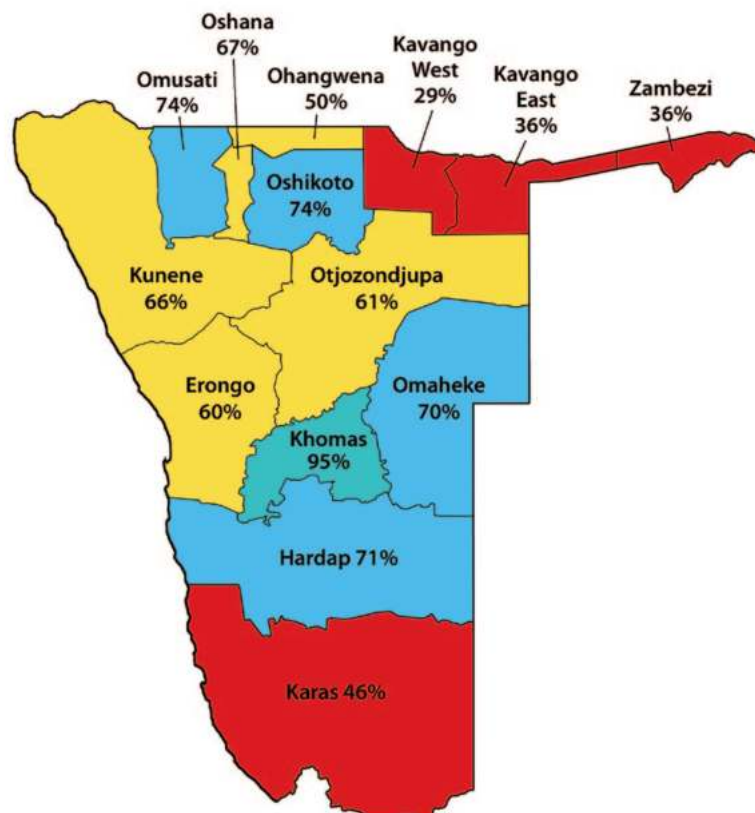 Oshana
67%
Omusati
74%
Ohangwena
50%
Kavango
West
29%
Kavango
East
36%
Zambezi
36%
Oshikoto
74%
Kunene
66%
Otjozondjupa
61%
Erongo
60%
Omaheke
70%
Khomas
95%
Hardap 71%
Karas 46%